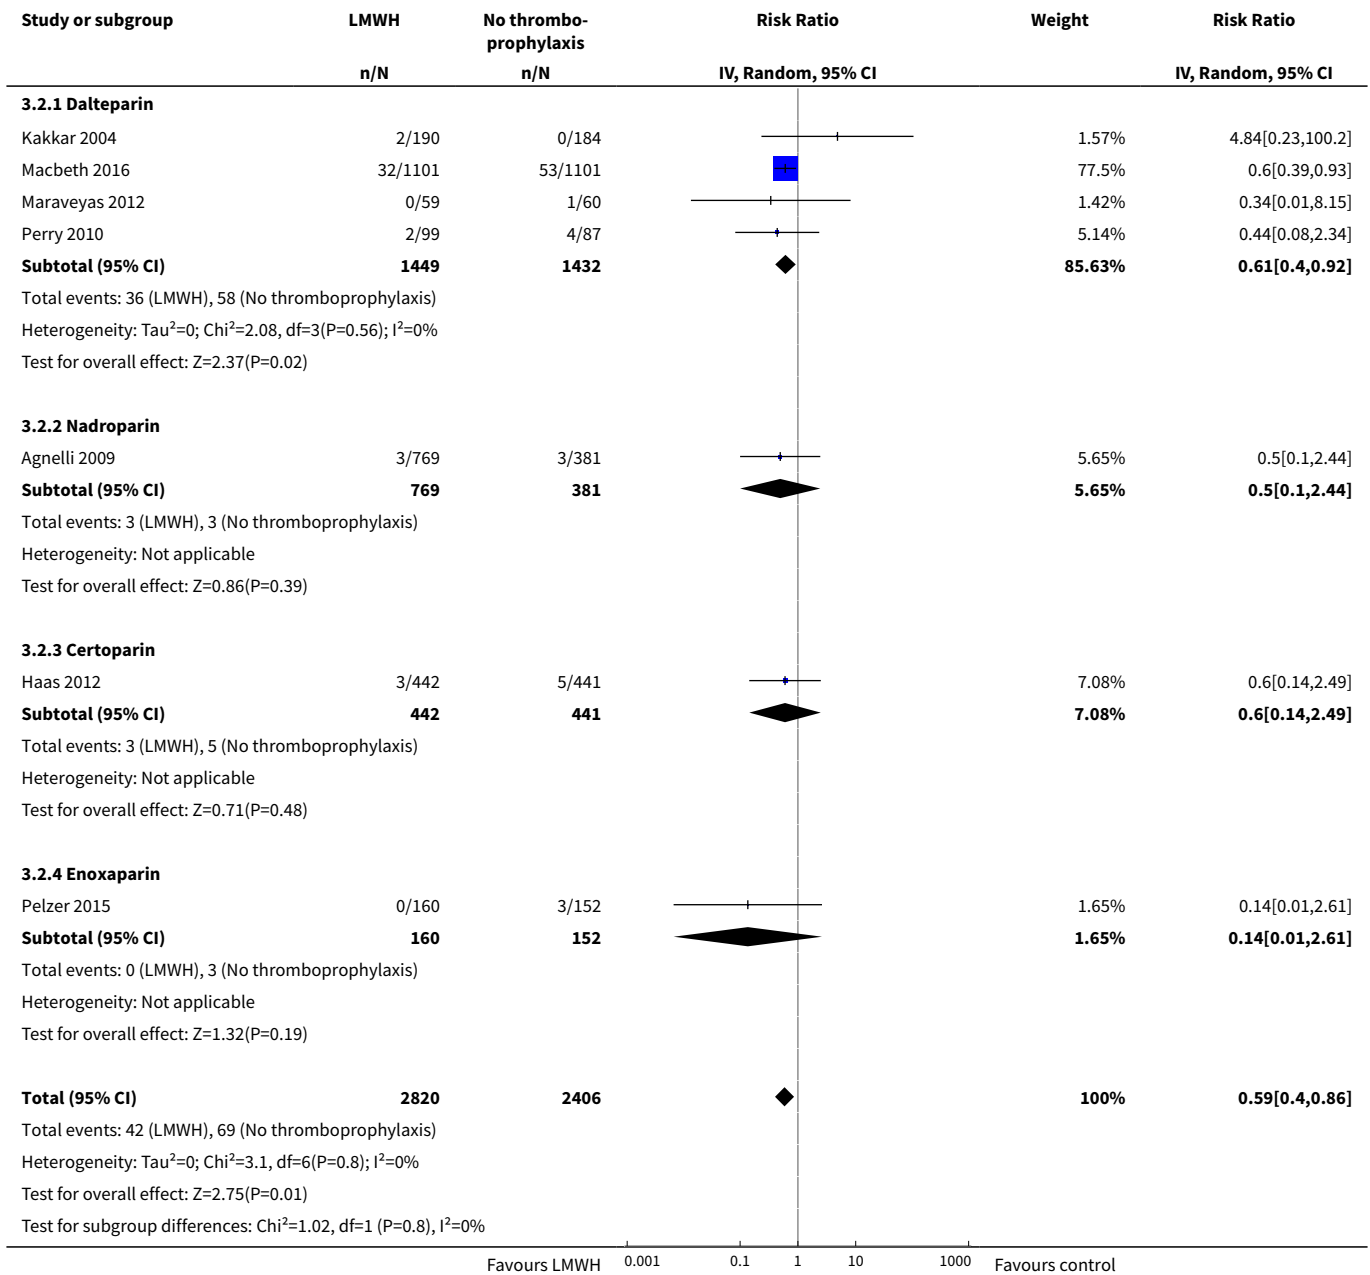 Study or subgroup LMWH No thrombo- Risk Ratio Weight Risk Ratio
prophylaxis
n/N n/N IV, Random, 95% CI IV, Random, 95% CI
3.2.1 Dalteparin
Kakkar 2004 2/190 0/184 1.57% 4.84[0.23,100.2]
Macbeth 2016 32/1101 53/1101 77.5% 0.6[0.39,0.93]
Maraveyas 2012 0/59 1/60 1.42% 0.34[0.01,8.15]
Perry 2010 2/99 4/87 5.14% 0.44[0.08,2.34]
Subtotal (95% CI) 1449 1432 85.63% 0.61[0.4,0.92]
Total events: 36 (LMWH), 58 (No thromboprophylaxis)
Heterogeneity: Tau²=0; Chi²=2.08, df=3(P=0.56); I²=0%
Test for overall effect: Z=2.37(P=0.02)
3.2.2 Nadroparin
Agnelli 2009 3/769 3/381 5.65% 0.5[0.1,2.44]
Subtotal (95% CI) 769 381 5.65% 0.5[0.1,2.44]
Total events: 3 (LMWH), 3 (No thromboprophylaxis)
Heterogeneity: Not applicable
Test for overall effect: Z=0.86(P=0.39)
3.2.3 Certoparin
Haas 2012 3/442 5/441 7.08% 0.6[0.14,2.49]
Subtotal (95% CI) 442 441 7.08% 0.6[0.14,2.49]
Total events: 3 (LMWH), 5 (No thromboprophylaxis)
Heterogeneity: Not applicable
Test for overall effect: Z=0.71(P=0.48)
3.2.4 Enoxaparin
Pelzer 2015 0/160 3/152 1.65% 0.14[0.01,2.61]
Subtotal (95% CI) 160 152 1.65% 0.14[0.01,2.61]
Total events: 0 (LMWH), 3 (No thromboprophylaxis)
Heterogeneity: Not applicable
Test for overall effect: Z=1.32(P=0.19)
Total (95% CI) 2820 2406 100% 0.59[0.4,0.86]
Total events: 42 (LMWH), 69 (No thromboprophylaxis)
Heterogeneity: Tau²=0; Chi²=3.1, df=6(P=0.8); I²=0%
Test for overall effect: Z=2.75(P=0.01)
Test for subgroup differences: Chi²=1.02, df=1 (P=0.8), I²=0%
Favours LMWH 0.001 0.1 1 10 1000 Favours control